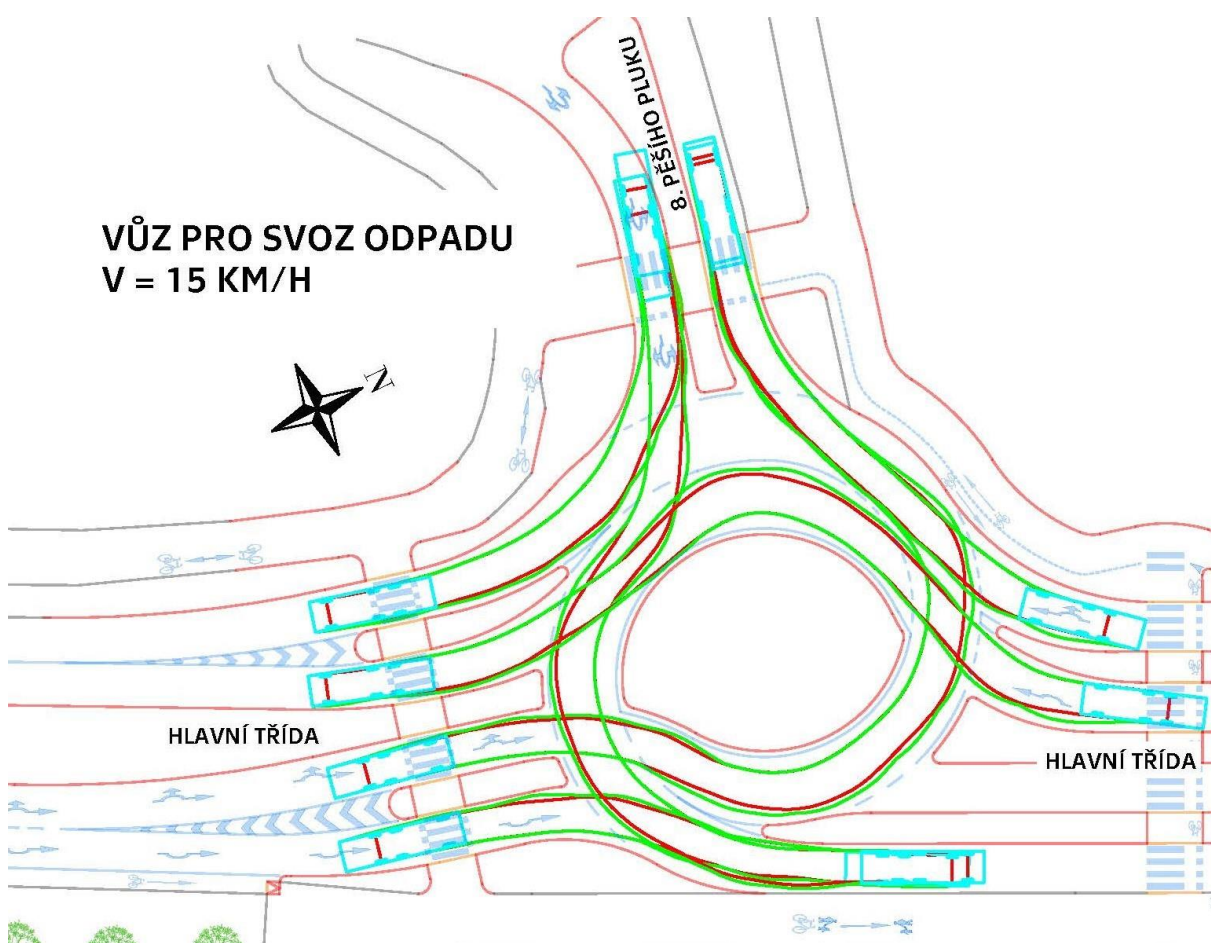 8. PĚŠÍHO PLUKU
VŮZ PRO SVOZ ODPADU
V = 15 KM/H
N
HLAVNÍ TŘÍDA
HLAVNÍ TŘÍDA